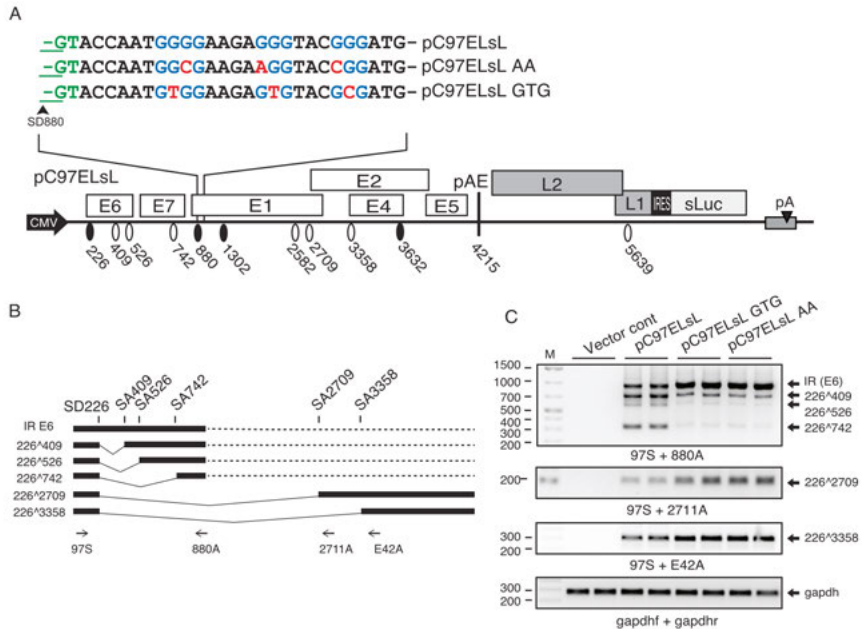 A
-GTACCAATGGGGAAGAGGGTACGGGATG- pC97ELsL
-GTACCAATGGCGAAGAAGGTACCGGATG- pC97ELsL AA
-GTACCAATGTGGAAGAGTGTACGCGATG- pC97ELsL GTG
SD880
pC97ELsL
E2
pAE
L2
E6 E7 E1 E4 E5 L1 IRES sLuc pA
CMV
226 409 526 742 880 1302 2582 2709 3358 3632 4215 5639
B
SD226 SA409 SA526 SA742 SA2709 SA3358
IR E6
226^409
226^526
226^742
226^2709
226^3358
97S 880A 2711A E42A
C
M Vector cont pC97ELsL pC97ELsL GTG pC97ELsL AA
1500
1000
700
500
400
300
200
IR (E6)
226^409
226^526
226^742
97S + 880A
200
226^2709
97S + 2711A
300
200
226^3358
97S + E42A
300
200
gapdh
gapdhf + gapdhr